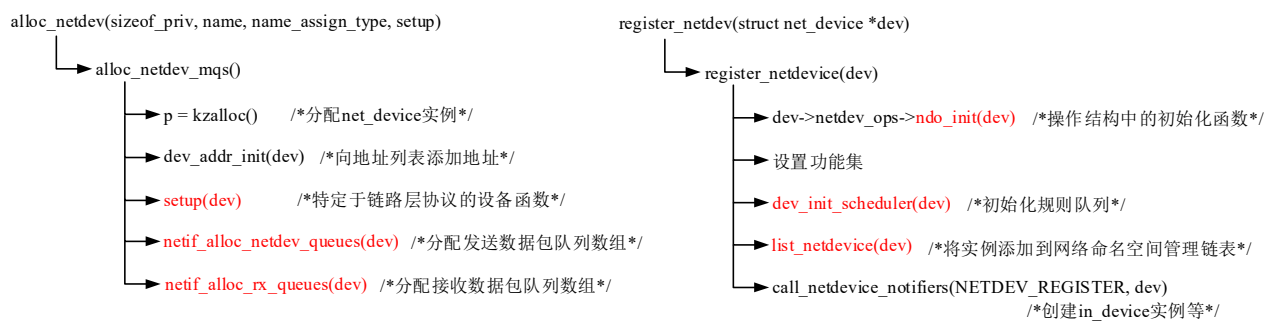 alloc_netdev(sizeof_priv, name, name_assign_type, setup)
alloc_netdev_mqs()
p = kzalloc() /*分配net_device实例*/
dev_addr_init(dev) /*向地址列表添加地址*/
setup(dev) /*特定于链路层协议的设备函数*/
netif_alloc_netdev_queues(dev) /*分配发送数据包队列数组*/
netif_alloc_rx_queues(dev) /*分配接收数据包队列数组*/
register_netdev(struct net_device *dev)
register_netdevice(dev)
dev->netdev_ops->ndo_init(dev) /*操作结构中的初始化函数*/
设置功能集
dev_init_scheduler(dev) /*初始化规则队列*/
list_netdevice(dev) /*将实例添加到网络命名空间管理链表*/
call_netdevice_notifiers(NETDEV_REGISTER, dev)
/*创建in_device实例等*/